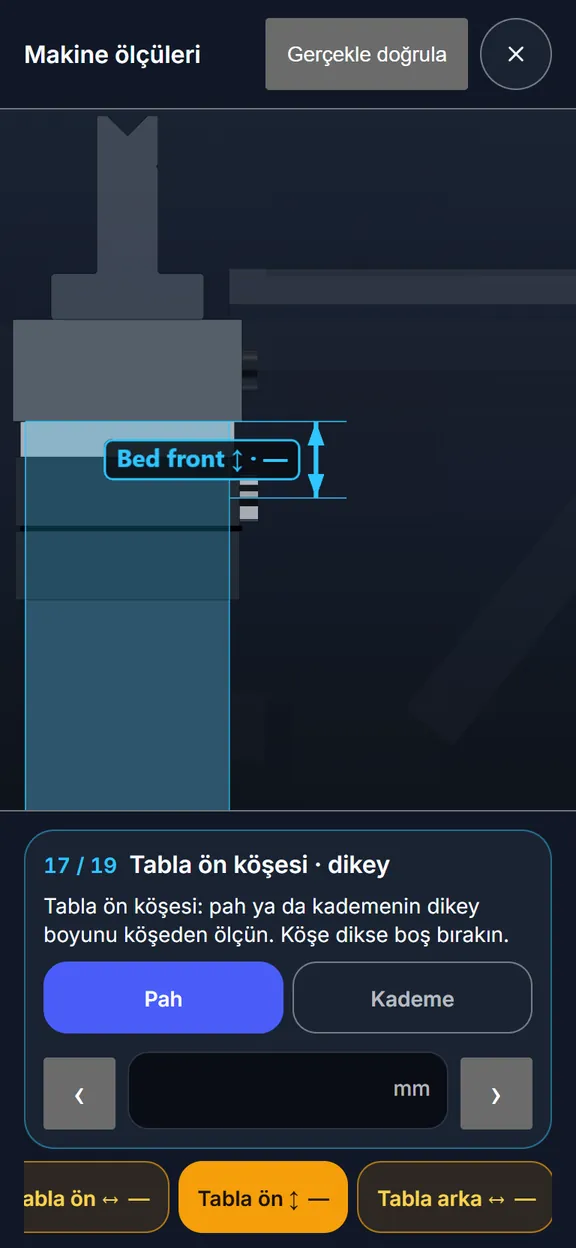 Makine ölçüleri
Gerçekle doğrula
×
Bed front ↕ · —
17 / 19 Tabla ön köşesi · dikey
Tabla ön köşesi: pah ya da kademenin dikey
boyunu köşeden ölçün. Köşe dikse boş bırakın.
Pah
Kademe
‹
mm
›
abla ön ↔ —
Tabla ön ↕ —
Tabla arka ↔ —